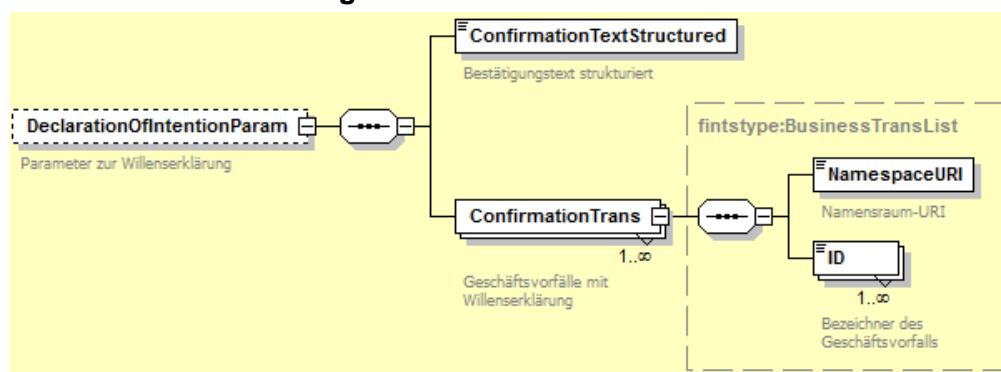 ConfirmationTextStructured
Bestätigungstext strukturiert
DeclarationOfIntentionParam
Parameter zur Willenserklärung
fintstype:BusinessTransList
NamespaceURI
Namensraum-URI
ConfirmationTrans
1..∞
Geschäftsvorfälle mit
Willenserklärung
ID
1..∞
Bezeichner des
Geschäftsvorfalls